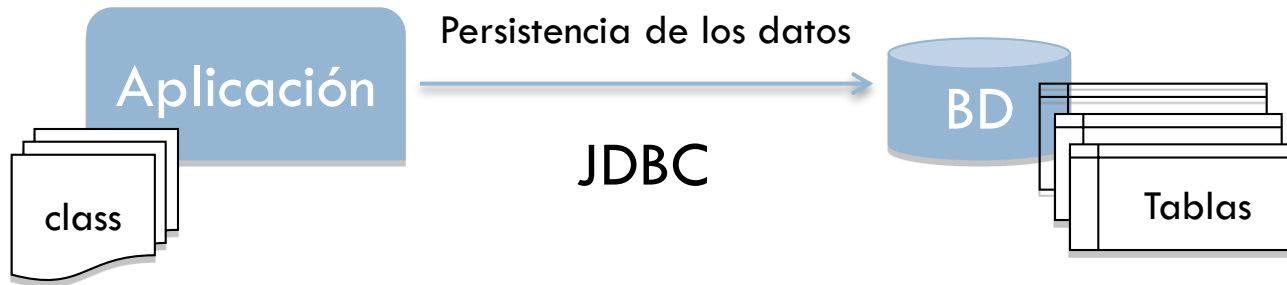 Persistencia de los datos
Aplicación
BD
JDBC
class
Tablas